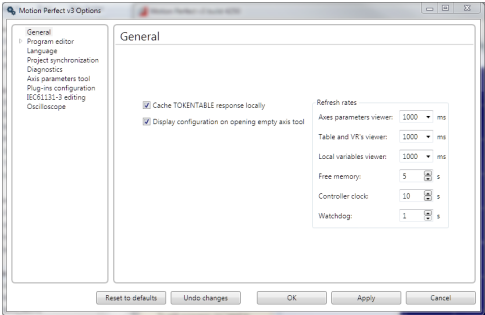 Motion Perfect v3 Options
General
Program editor
Language
Project synchronization
Diagnostics
Axis parameters tool
Plug-ins configuration
IEC61131-3 editing
Oscilloscope
General
Cache TOKENTABLE response locally
Display configuration on opening empty axis tool
Refresh rates
Axes parameters viewer: 1000 ms
Table and VR's viewer: 1000 ms
Local variables viewer: 1000 ms
Free memory: 5 s
Controller clock: 10 s
Watchdog: 1 s
Reset to defaults Undo changes OK Apply Cancel